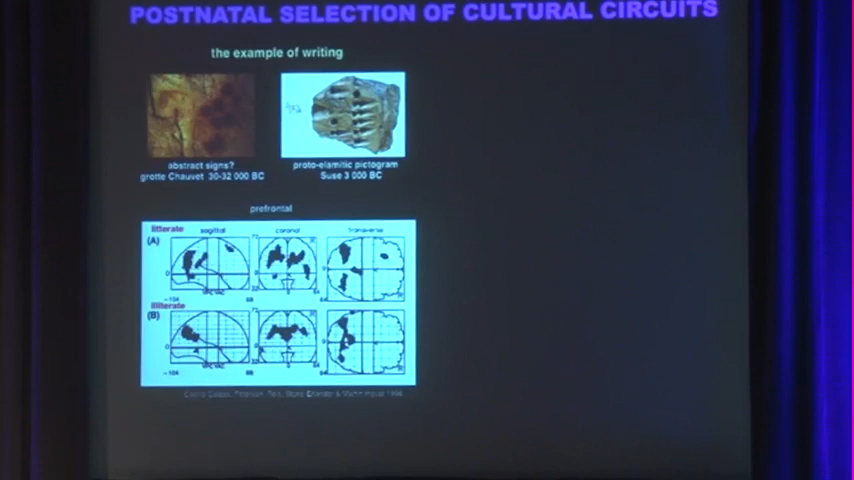 POSTNATAL SELECTION OF CULTURAL CIRCUITS
the example of writing
abstract signs?
grotte Chauvet 30-32 000 BC
proto-elamitic pictogram
Suse 3 000 BC
prefrontal
litterate
sagittal
coronal
transverse
(A)
illiterate
(B)